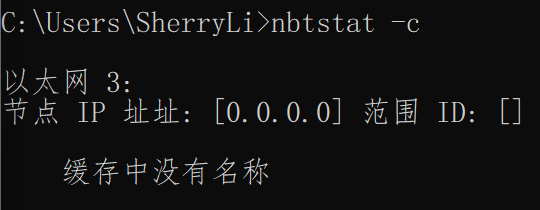 C:\Users\SherryLi>nbtstat -c
以太网 3:
节点 IP 址址: [0.0.0.0] 范围 ID: []
缓存中没有名称